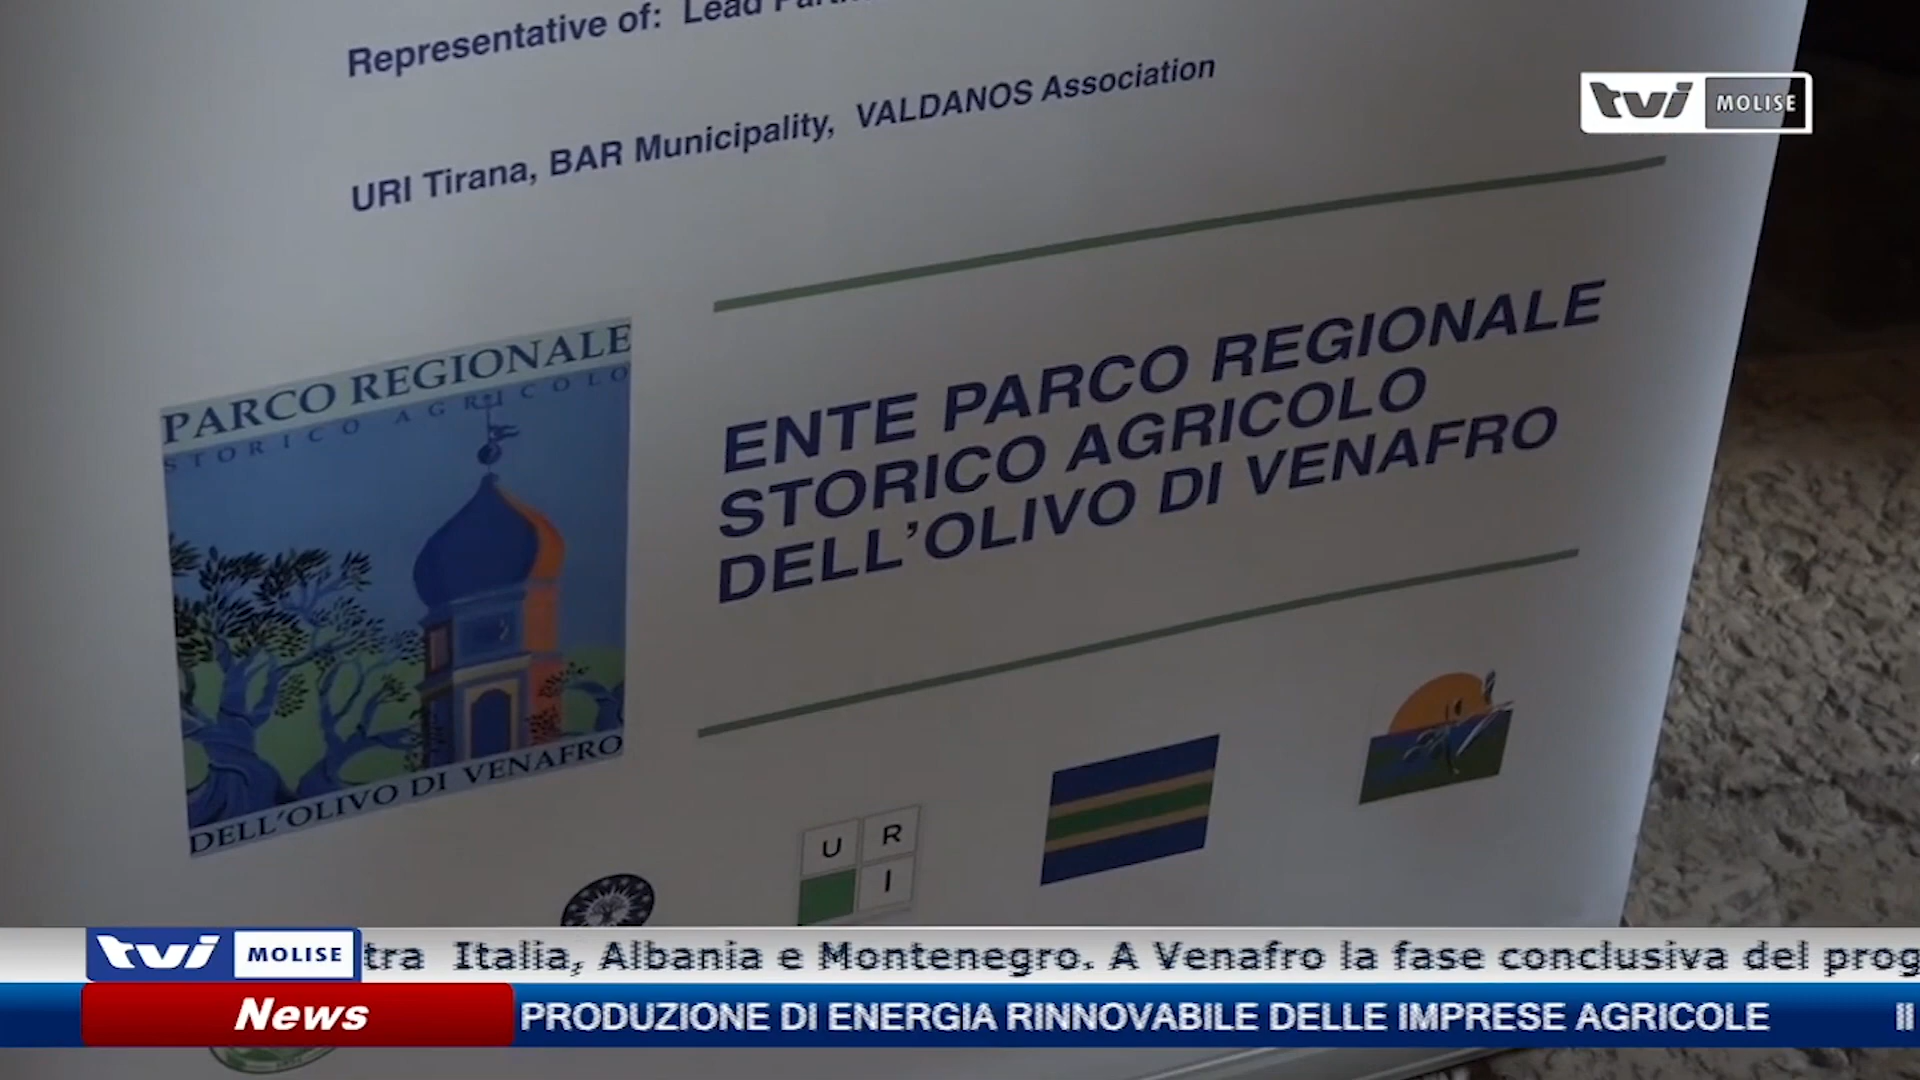 Representative of: Lead
URI Tirana, BAR Municipality, VALDANOS Association
tvi MOLISE
PARCO REGIONALE
STORICO AGRICOLO
DELL'OLIVO DI VENAFRO
ENTE PARCO REGIONALE
STORICO AGRICOLO
DELL'OLIVO DI VENAFRO
U R
I
tvi MOLISE
tra Italia, Albania e Montenegro. A Venafro la fase conclusiva del prog
News
PRODUZIONE DI ENERGIA RINNOVABILE DELLE IMPRESE AGRICOLE Il